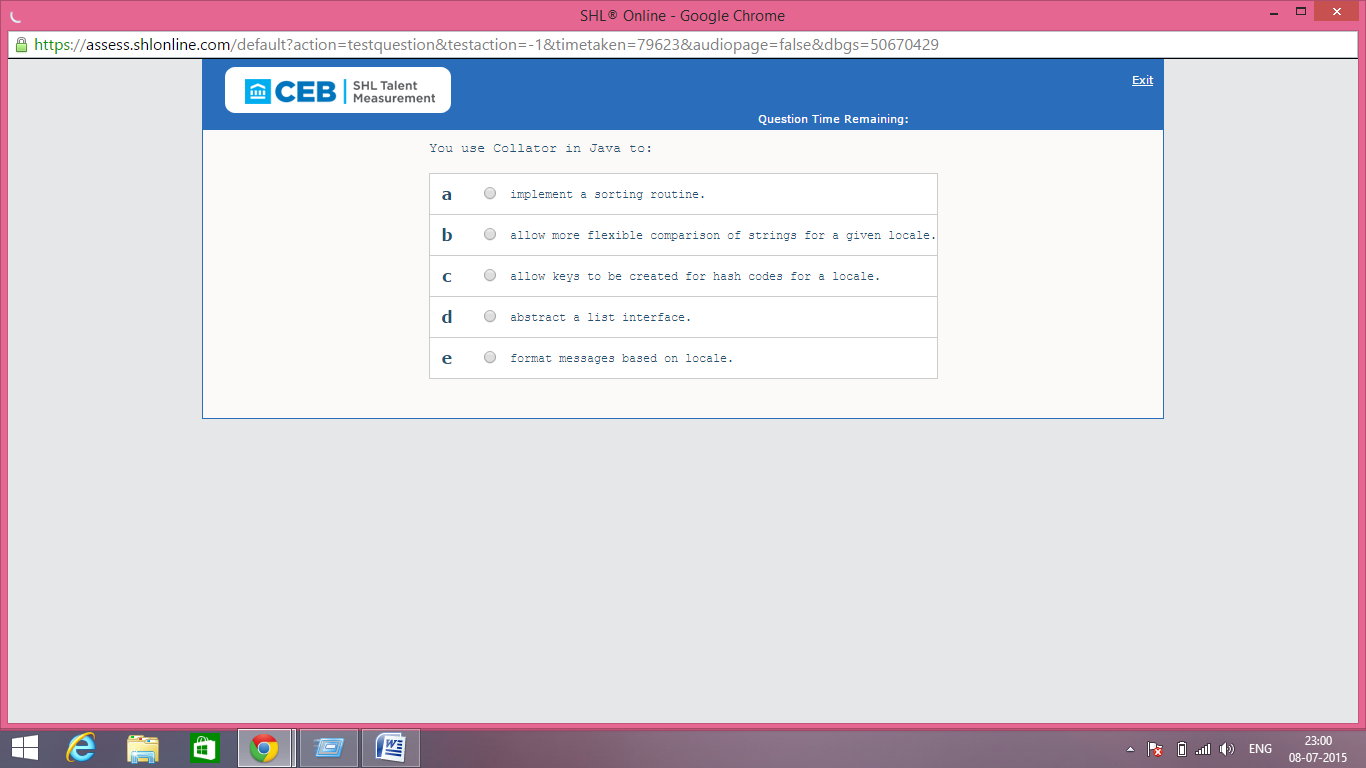 SHL® Online - Google Chrome
https://assess.shlonline.com/default?action=testquestion&testaction=-1&timetaken=79623&audiopage=false&dbgs=50670429
CEB SHL Talent
Measurement
Exit
Question Time Remaining:
You use Collator in Java to:
a implement a sorting routine.
b allow more flexible comparison of strings for a given locale.
c allow keys to be created for hash codes for a locale.
d abstract a list interface.
e format messages based on locale.
ENG
23:00
08-07-2015